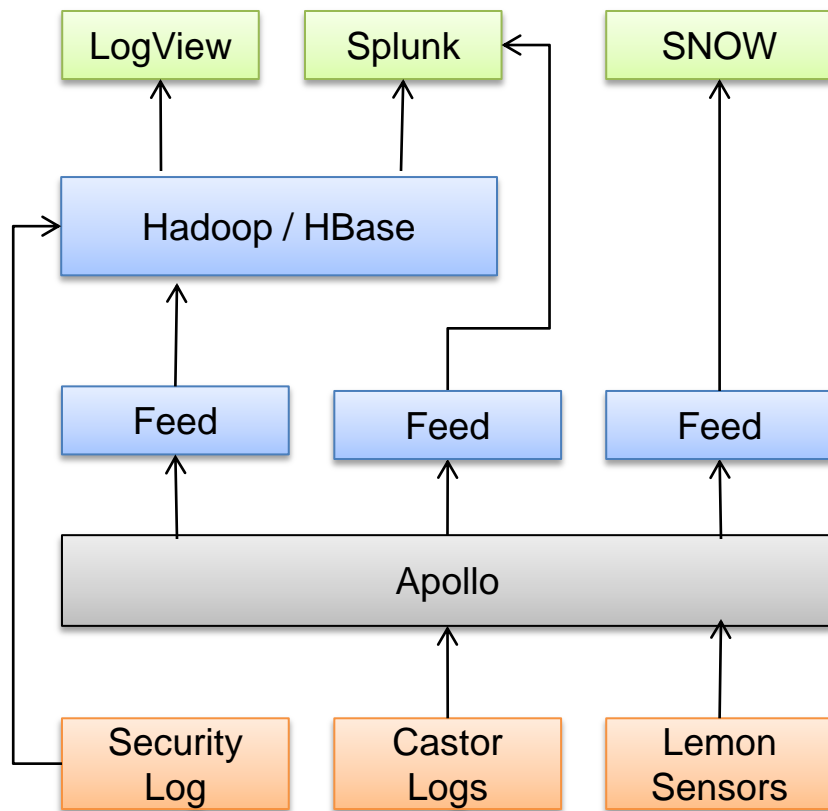 LogView
Splunk
SNOW
Hadoop / HBase
Feed
Feed
Feed
Apollo
Security
Log
Castor
Logs
Lemon
Sensors